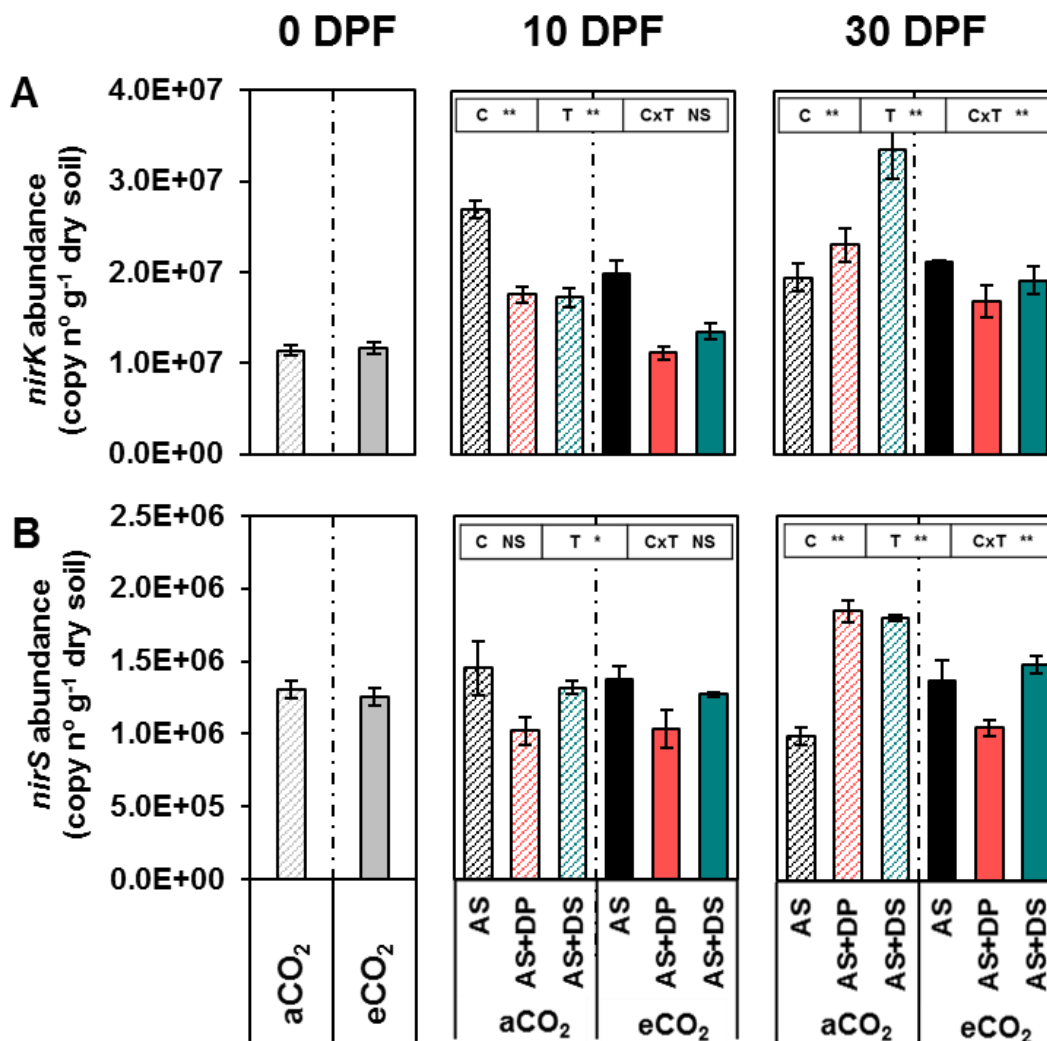 0 DPF 10 DPF 30 DPF
A
nirK abundance
(copy nº g⁻¹ dry soil)
4.0E+07
3.0E+07
2.0E+07
1.0E+07
0.0E+00
C ** T ** CxT NS
C ** T ** CxT **
B
nirS abundance
(copy nº g⁻¹ dry soil)
2.5E+06
2.0E+06
1.5E+06
1.0E+06
5.0E+05
0.0E+00
C NS T * CxT NS
C ** T ** CxT **
aCO₂ eCO₂
AS AS+DP AS+DS AS AS+DP AS+DS
aCO₂ eCO₂
AS AS+DP AS+DS AS AS+DP AS+DS
aCO₂ eCO₂